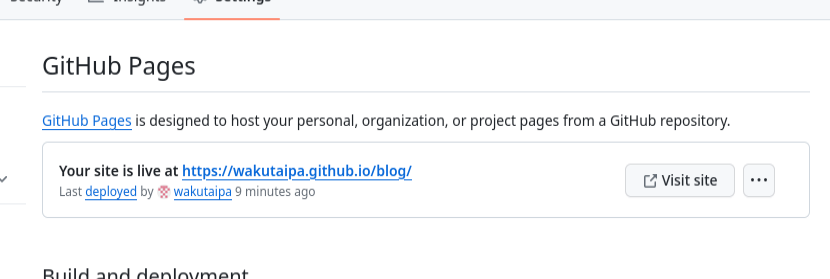 Security Insights Settings
GitHub Pages
GitHub Pages is designed to host your personal, organization, or project pages from a GitHub repository.
Your site is live at https://wakutaipa.github.io/blog/
Last deployed by wakutaipa 9 minutes ago
Visit site
Build and deployment